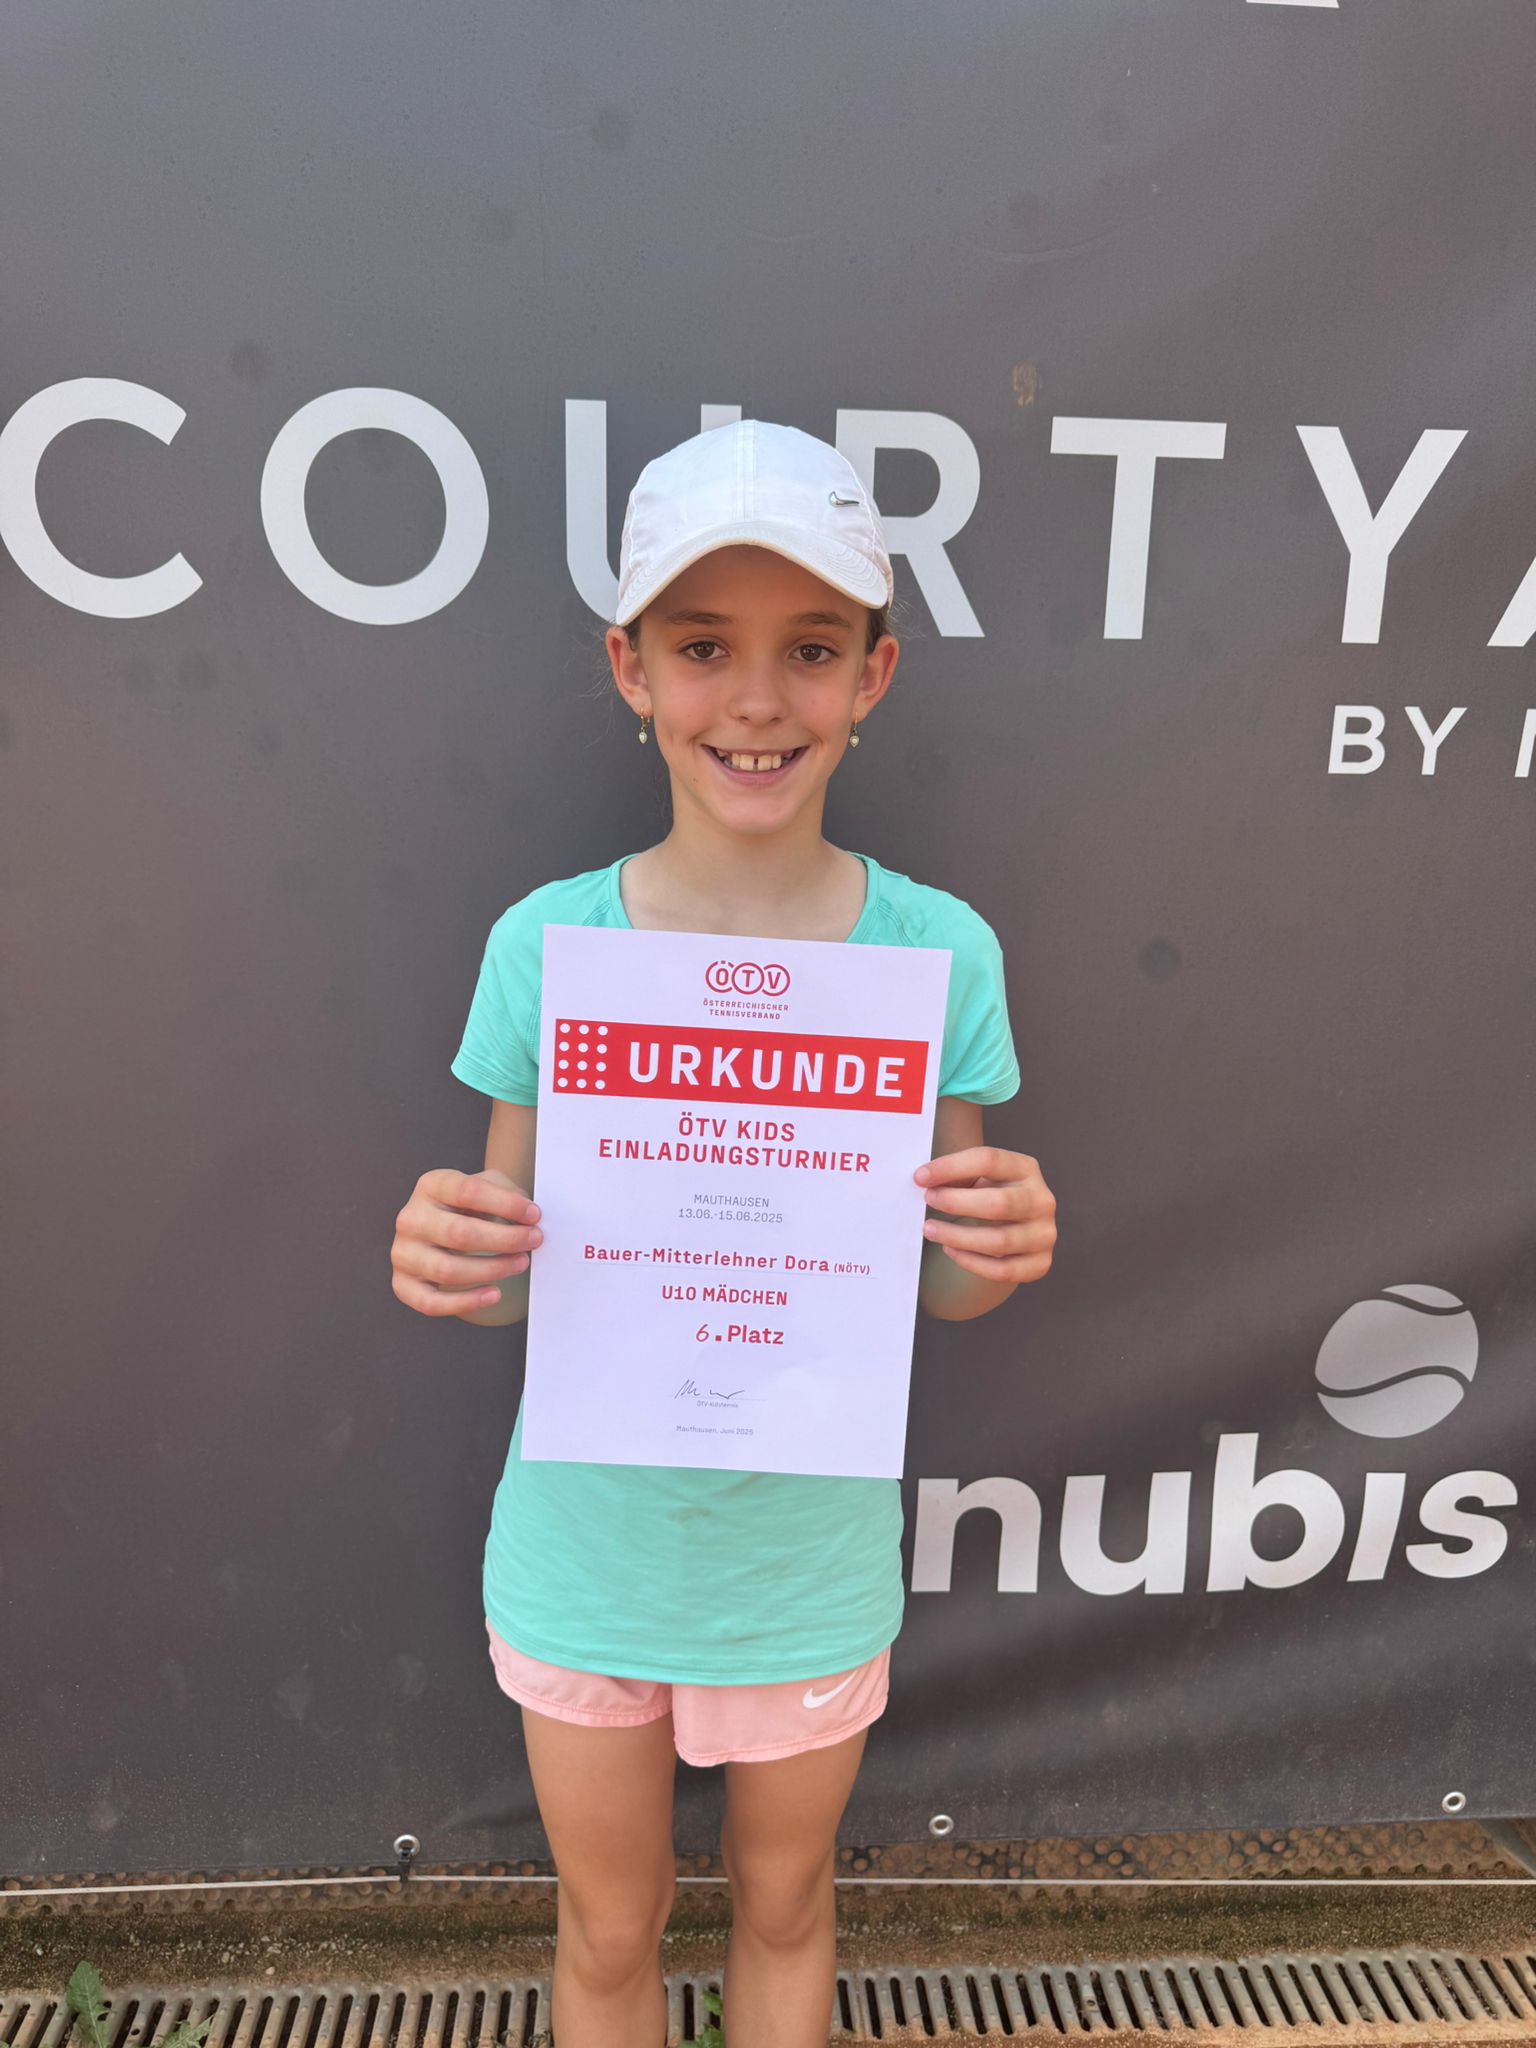 COURTYA
BY
ÖTV
ÖSTERREICHISCHER
TENNISVERBAND
URKUNDE
ÖTV KIDS
EINLADUNGSTURNIER
MAUTHAUSEN
13.06.-15.06.2025
Bauer-Mitterlehner Dora (NÖTV)
U10 MÄDCHEN
6.Platz
ÖTV-Kidstennis
Mauthausen, Juni 2025
nubis